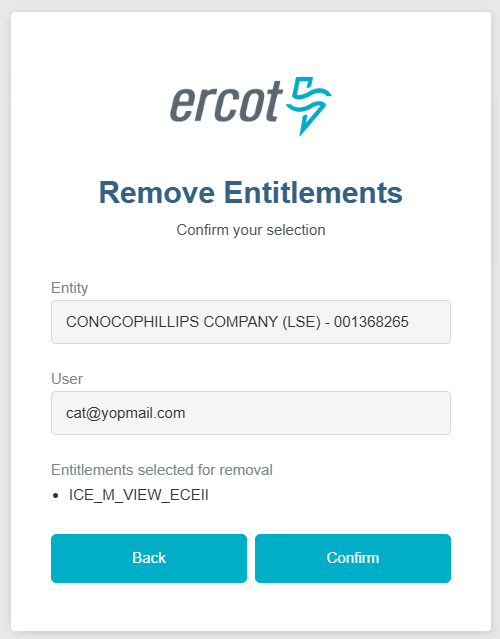 ercot
Remove Entitlements
Confirm your selection
Entity
CONOCOPHILLIPS COMPANY (LSE) - 001368265
User
cat@yopmail.com
Entitlements selected for removal
• ICE_M_VIEW_ECEII
Back
Confirm